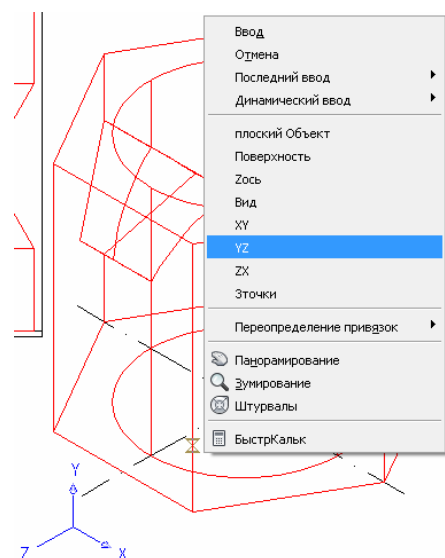 Ввод
Отмена
Последний ввод
Динамический ввод
плоский Объект
Поверхность
Zось
Вид
XY
YZ
ZX
3точки
Переопределение привязок
Панорамирование
Зумирование
Штурвалы
БыстрКальк
Y
Z
X